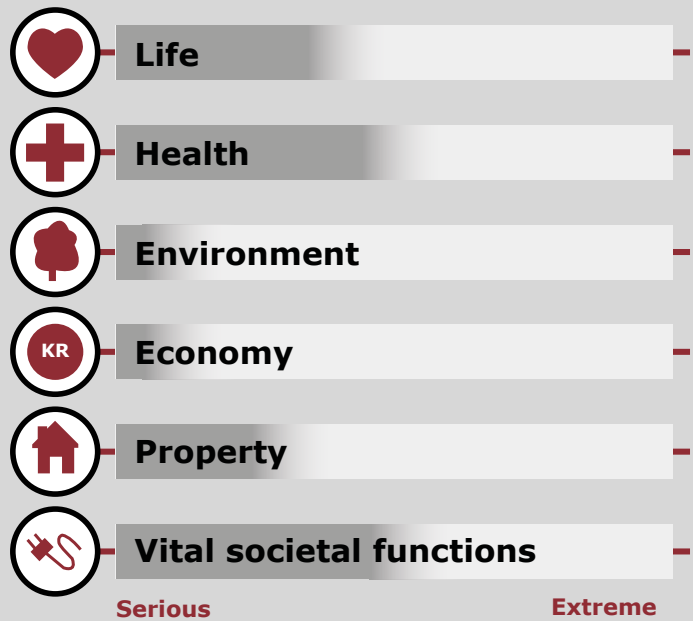 Life
Health
Environment
KR
Economy
Property
Vital societal functions
Serious Extreme